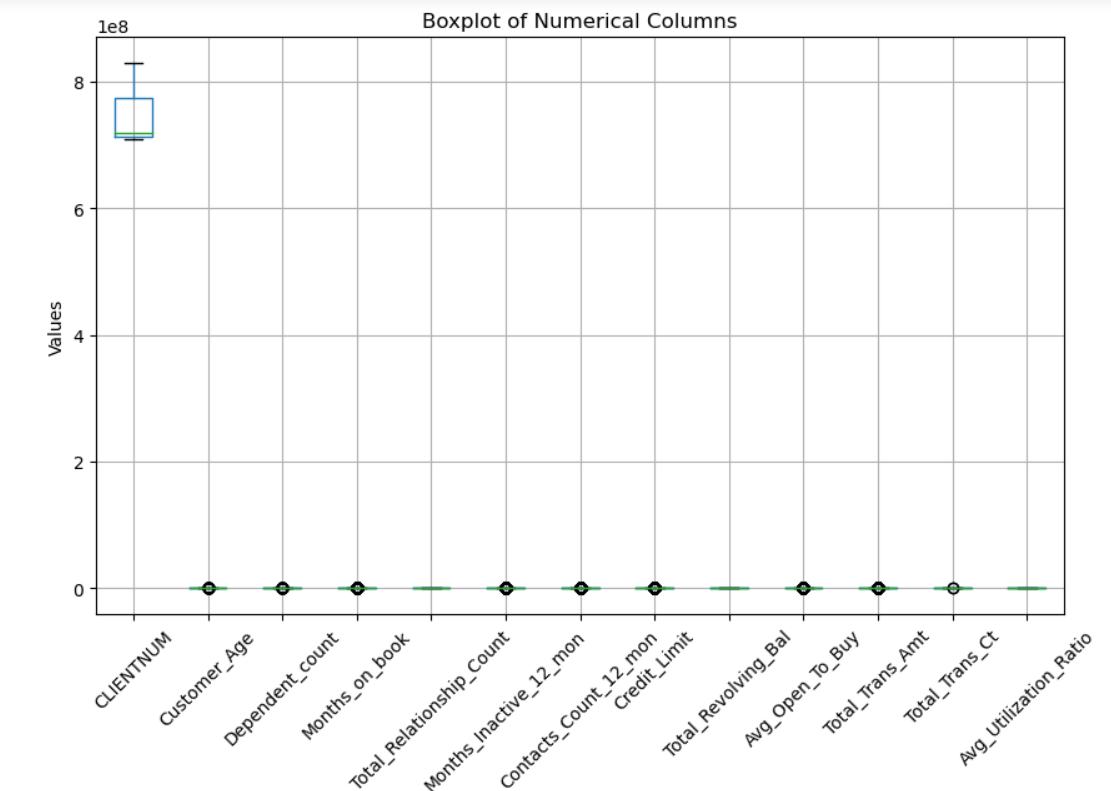 Boxplot of Numerical Columns
1e8
8
6
4
2
0
Values
CLIENTNUM
Customer_Age
Dependent_count
Months_on_book
Total_Relationship_Count
Months_Inactive_12_mon
Contacts_Count_12_mon
Credit_Limit
Total_Revolving_Bal
Avg_Open_To_Buy
Total_Trans_Amt
Total_Trans_Ct
Avg_Utilization_Ratio